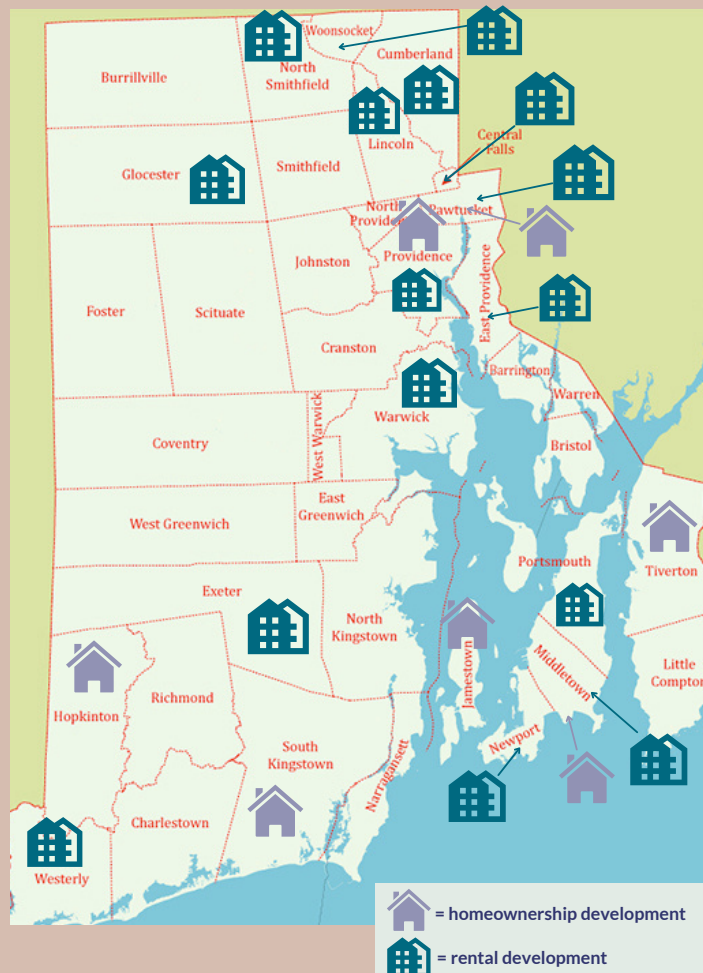 Woonsocket
Cumberland
Burrillville
North
Smithfield
Central
Falls
Lincoln
Smithfield
Glocester
North
Pawtucket
Providence
Johnston
East Providence
Foster
Scituate
Cranston
Barrington
Warren
West Warwick
Warwick
Coventry
Bristol
East
Greenwich
West Greenwich
Portsmouth
Tiverton
Exeter
North
Kingstown
Jamestown
Middletown
Little
Compton
Hopkinton
Richmond
South
Kingstown
Narragansett
Newport
Charlestown
Westerly
= homeownership development
= rental development